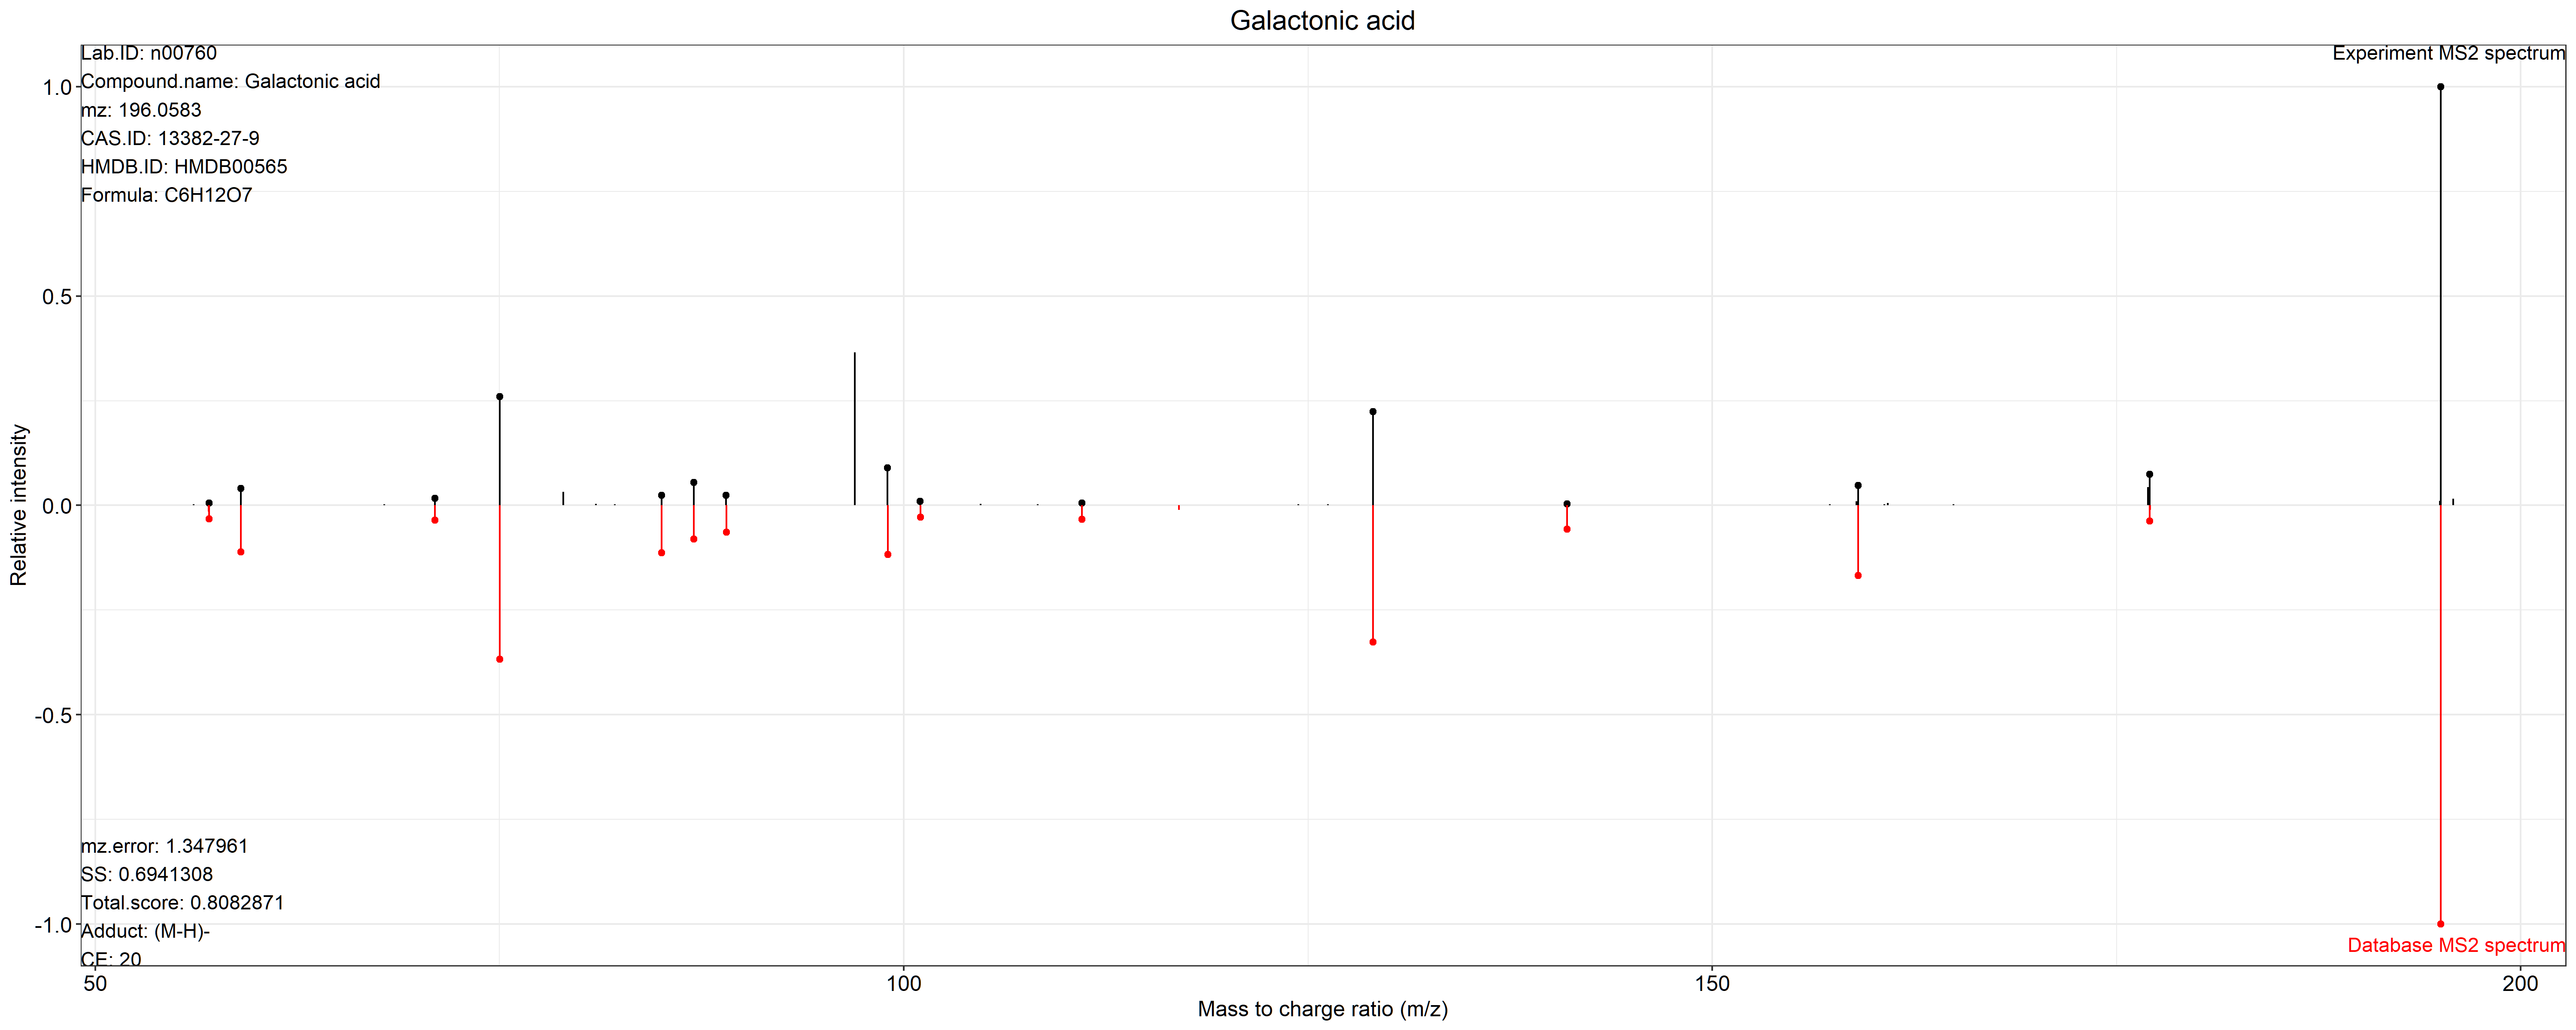 Galactonic acid
Lab.ID: n00760
Experiment MS2 spectrum
Compound.name: Galactonic acid
1.0
mz: 196.0583
CAS.ID: 13382-27-9
HMDB.ID: HMDB00565
Formula: C6H12O7
0.5
Relative intensity
0.0
-0.5
mz.error: 1.347961
SS: 0.6941308
Total.score: 0.8082871
-1.0
Adduct: (M-H)-
Database MS2 spectrum
CE: 20
50 100 150 200
Mass to charge ratio (m/z)